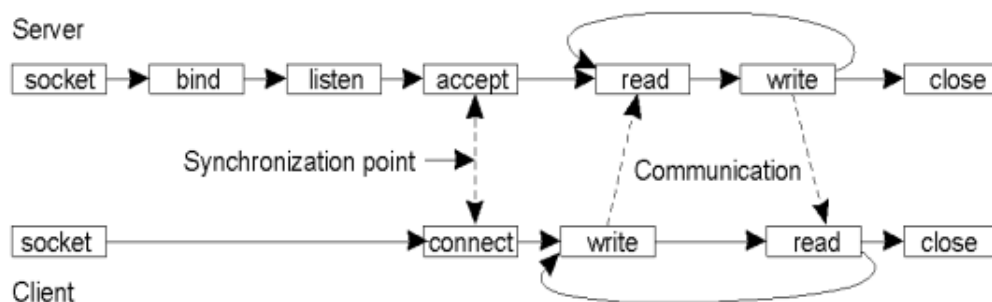 Server
socket bind listen accept read write close
Synchronization point
Communication
socket connect write read close
Client